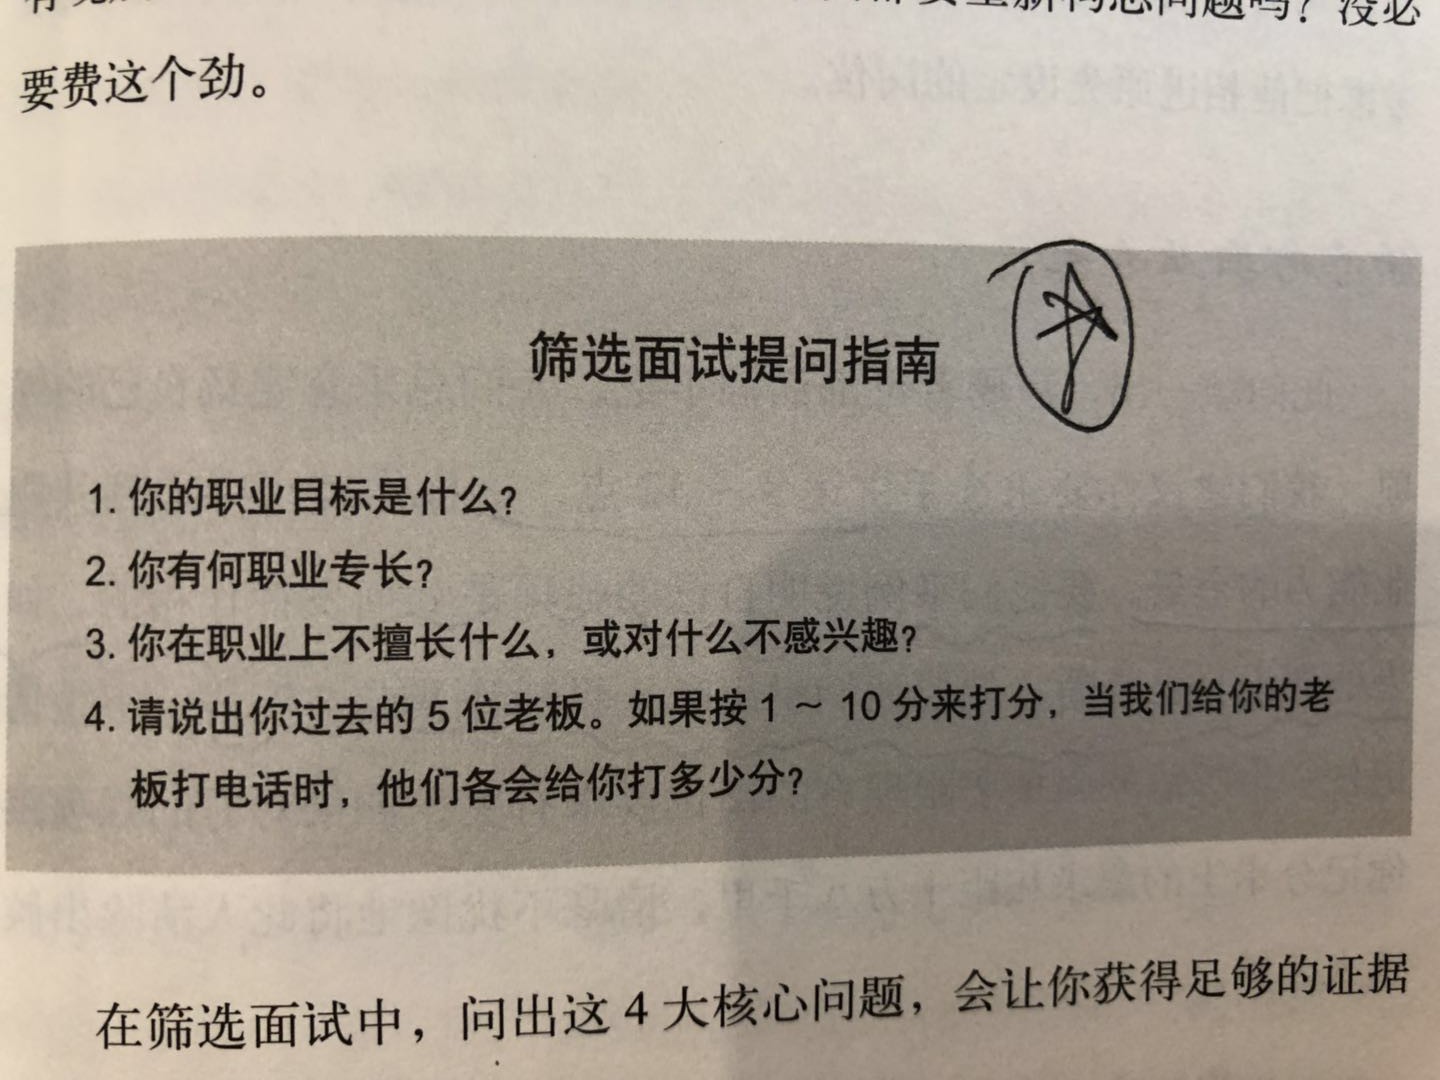 重新构思问题吗？没必
要费这个劲。
筛选面试提问指南
1. 你的职业目标是什么？
2. 你有何职业专长？
3. 你在职业上不擅长什么，或对什么不感兴趣？
4. 请说出你过去的 5 位老板。如果按 1 ～ 10 分来打分，当我们给你的老
板打电话时，他们各会给你打多少分？
在筛选面试中，问出这 4 大核心问题，会让你获得足够的证据